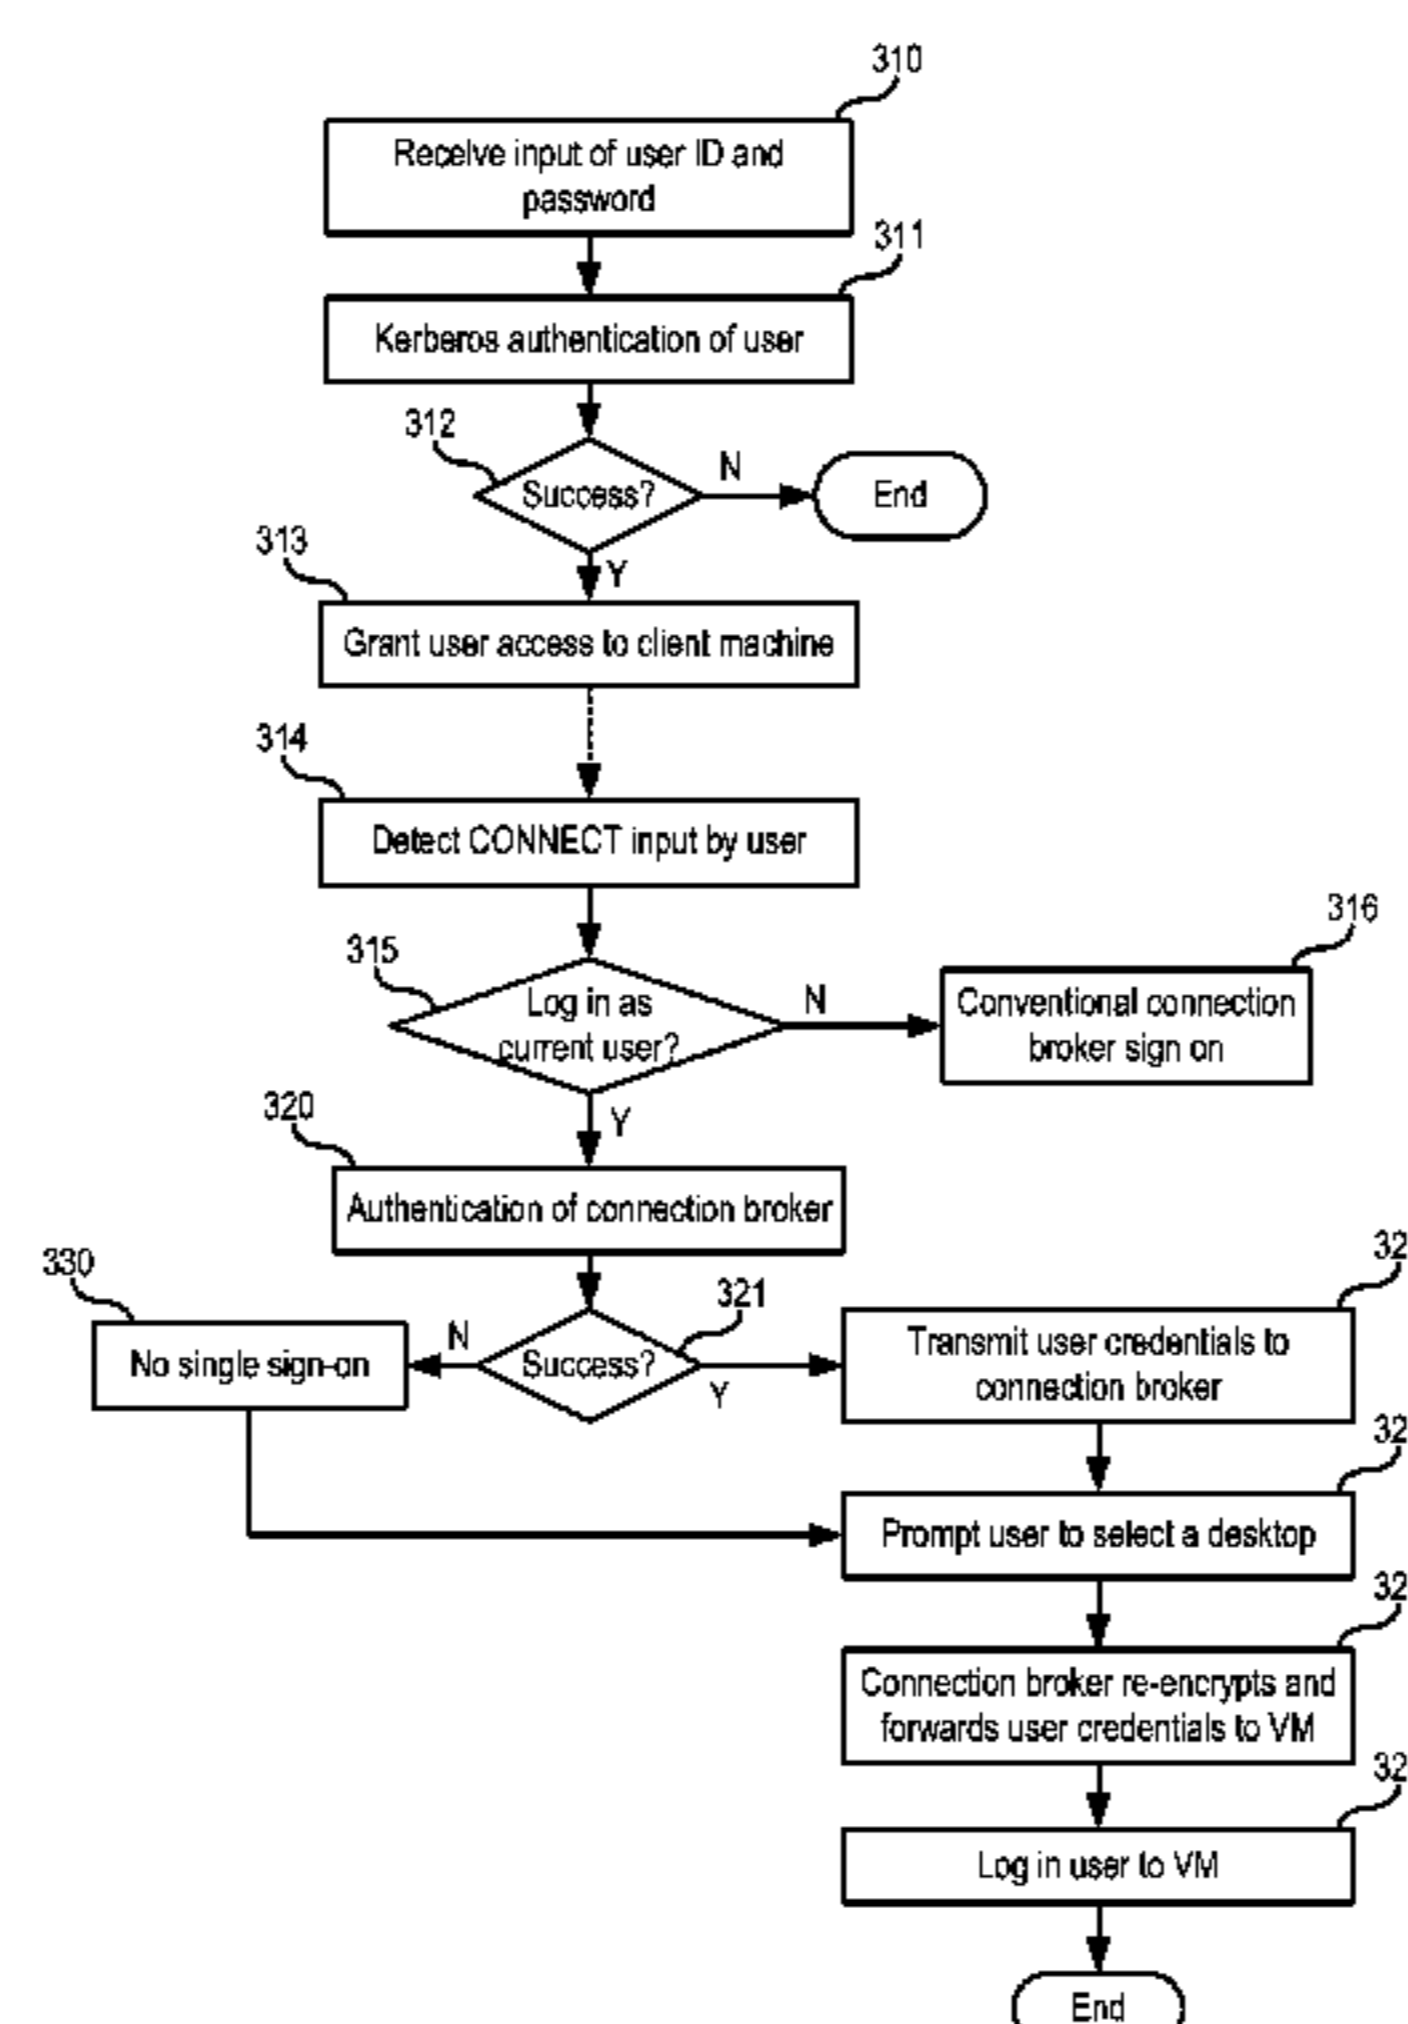 310
Receive input of user ID and
password
311
Kerberos authentication of user
312
Success?
N
End
313
Y
Grant user access to client machine
314
Detect CONNECT input by user
316
315
Log in as
current user?
N
Conventional connection
broker sign on
320
Y
Authentication of connection broker
330
321
32
No single sign-on
N
Success?
Y
Transmit user credentials to
connection broker
32
Prompt user to select a desktop
32
Connection broker re-encrypts and
forwards user credentials to VM
32
Log in user to VM
End